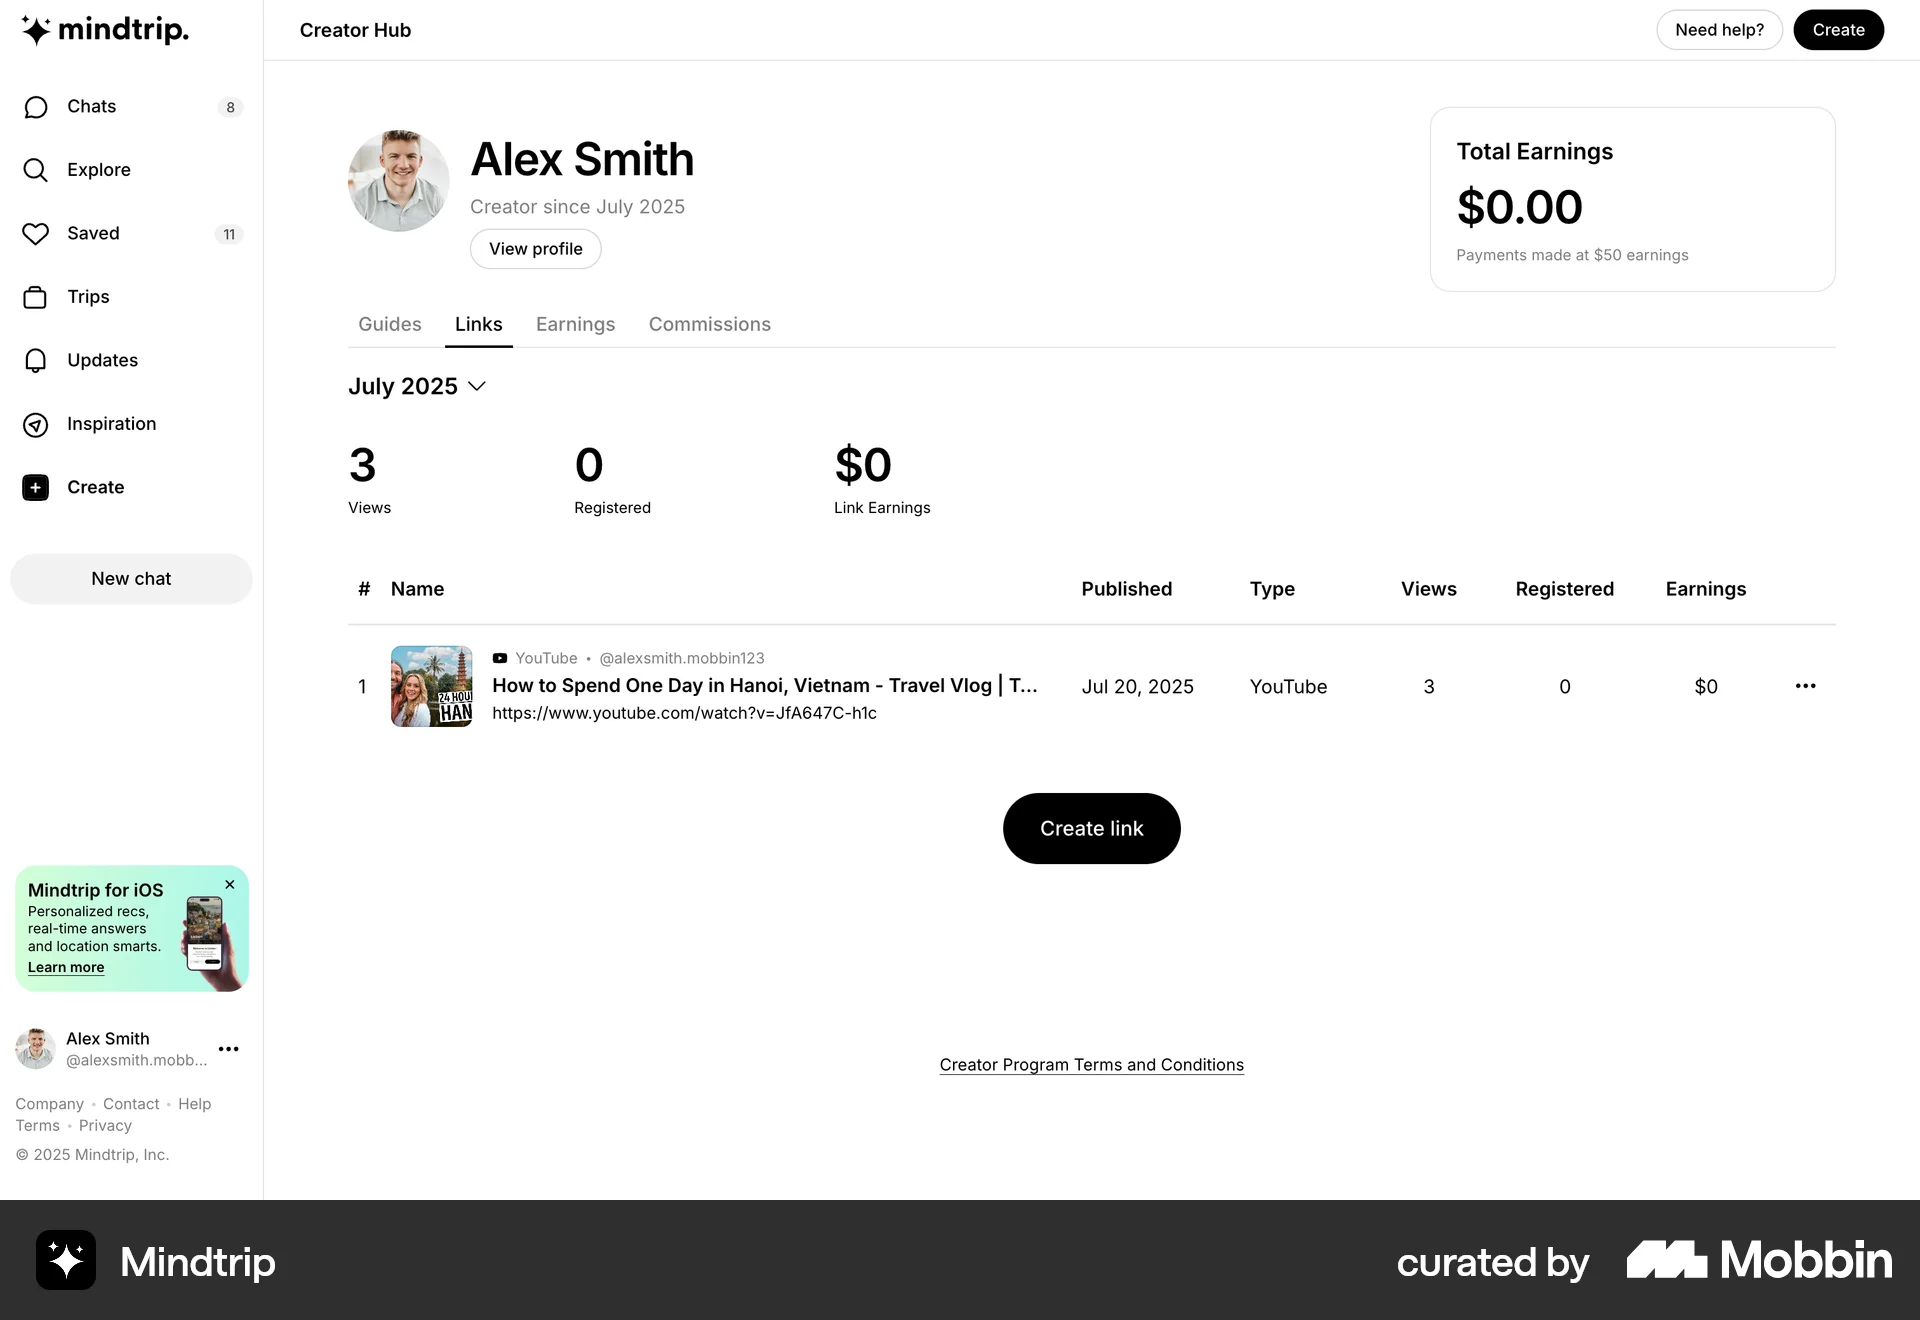 mindtrip.
Chats 8
Explore
Saved 11
Trips
Updates
Inspiration
Create
New chat
Mindtrip for iOS
Personalized recs,
real-time answers
and location smarts.
Learn more
Alex Smith
@alexsmith.mobb...
Company • Contact • Help
Terms • Privacy
© 2025 Mindtrip, Inc.
Creator Hub
Need help?
Create
Alex Smith
Creator since July 2025
View profile
Total Earnings
$0.00
Payments made at $50 earnings
Guides Links Earnings Commissions
July 2025
3 0 $0
Views Registered Link Earnings
# Name Published Type Views Registered Earnings
1
24 HOU
HAN
YouTube • @alexsmith.mobbin123
How to Spend One Day in Hanoi, Vietnam - Travel Vlog | T...
https://www.youtube.com/watch?v=JfA647C-h1c
Jul 20, 2025 YouTube 3 0 $0
Create link
Creator Program Terms and Conditions
Mindtrip
curated by Mobbin